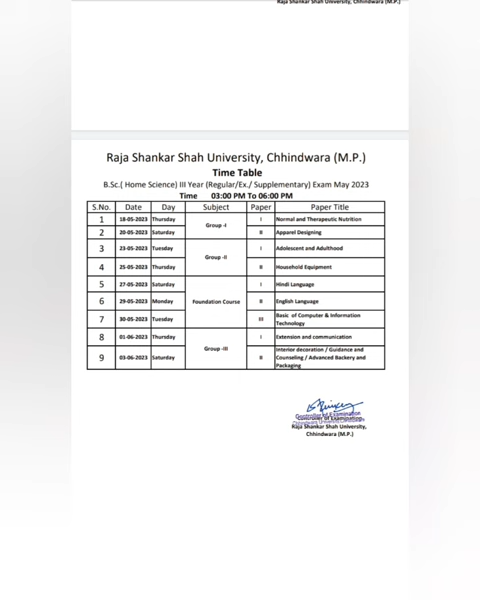 Raja Shankar Shah University, Chhindwara (M.P.)
Raja Shankar Shah University, Chhindwara (M.P.)
Time Table
B.Sc.( Home Science) III Year (Regular/Ex./ Supplementary) Exam May 2023
Time 03:00 PM To 06:00 PM
S.No. Date Day Subject Paper Paper Title
1 18-05-2023 Thursday Group -I I Normal and Therapeutic Nutrition
2 20-05-2023 Saturday II Apparel Designing
3 23-05-2023 Tuesday Group -II I Adolescent and Adulthood
4 25-05-2023 Thursday II Household Equipment
5 27-05-2023 Saturday I Hindi Language
6 29-05-2023 Monday Foundation Course II English Language
7 30-05-2023 Tuesday III Basic of Computer & Information
Technology
8 01-06-2023 Thursday Group -III I Extension and communication
9 03-06-2023 Saturday II Interior decoration / Guidance and
Counseling / Advanced Backery and
Packaging
Controller of Examination
Raja Shankar Shah University,
Chhindwara (M.P.)